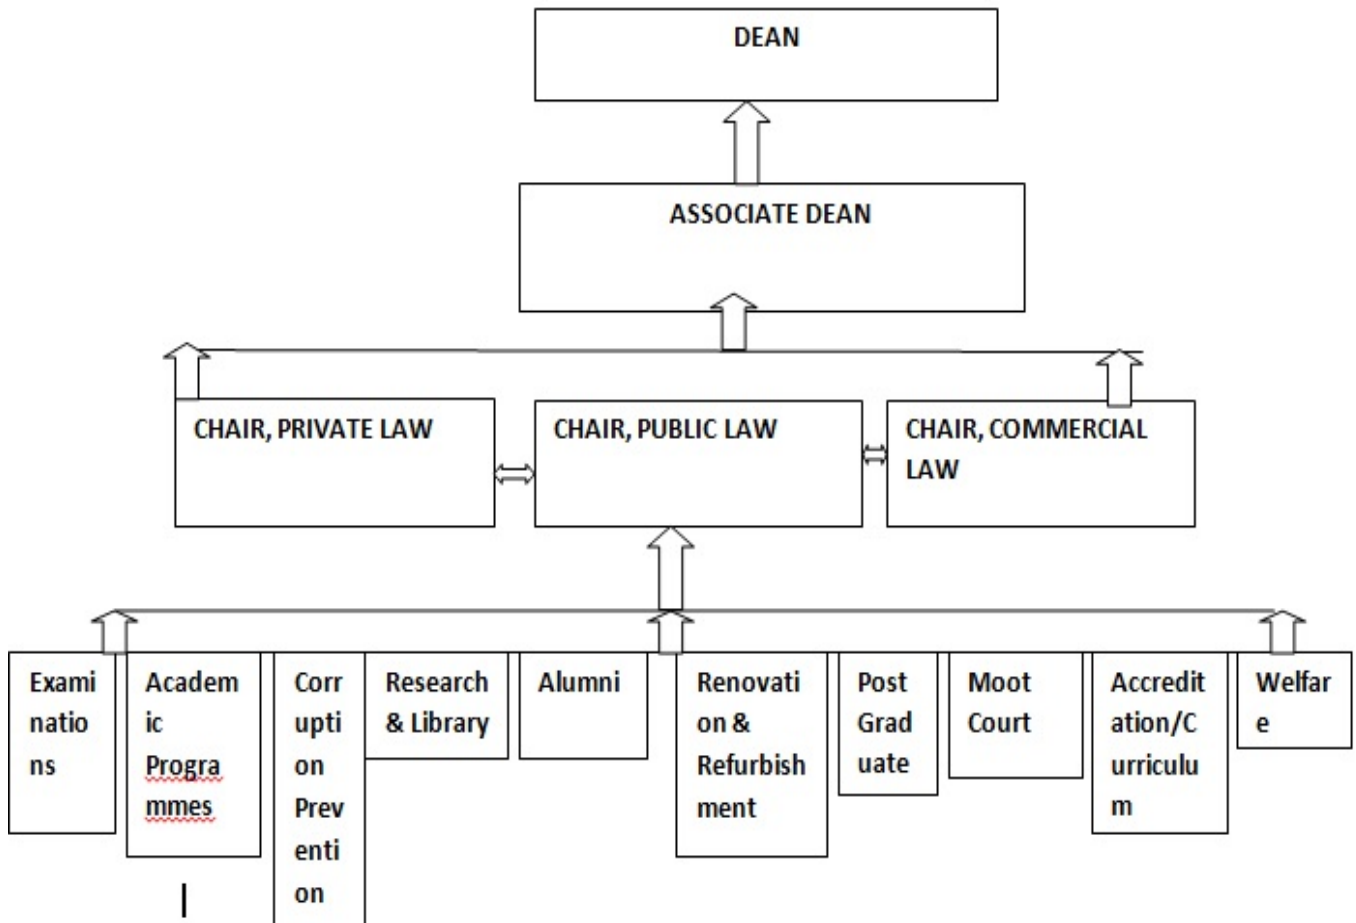 DEAN
ASSOCIATE DEAN
CHAIR, PRIVATE LAW
CHAIR, PUBLIC LAW
CHAIR, COMMERCIAL
LAW
Exami
natio
ns
Academ
ic
Progra
mmes
Corr
upti
on
Prev
enti
on
Research
& Library
Alumni
Renovati
on &
Refurbish
ment
Post
Grad
uate
Moot
Court
Accredit
ation/C
urriculu
m
Welfar
e